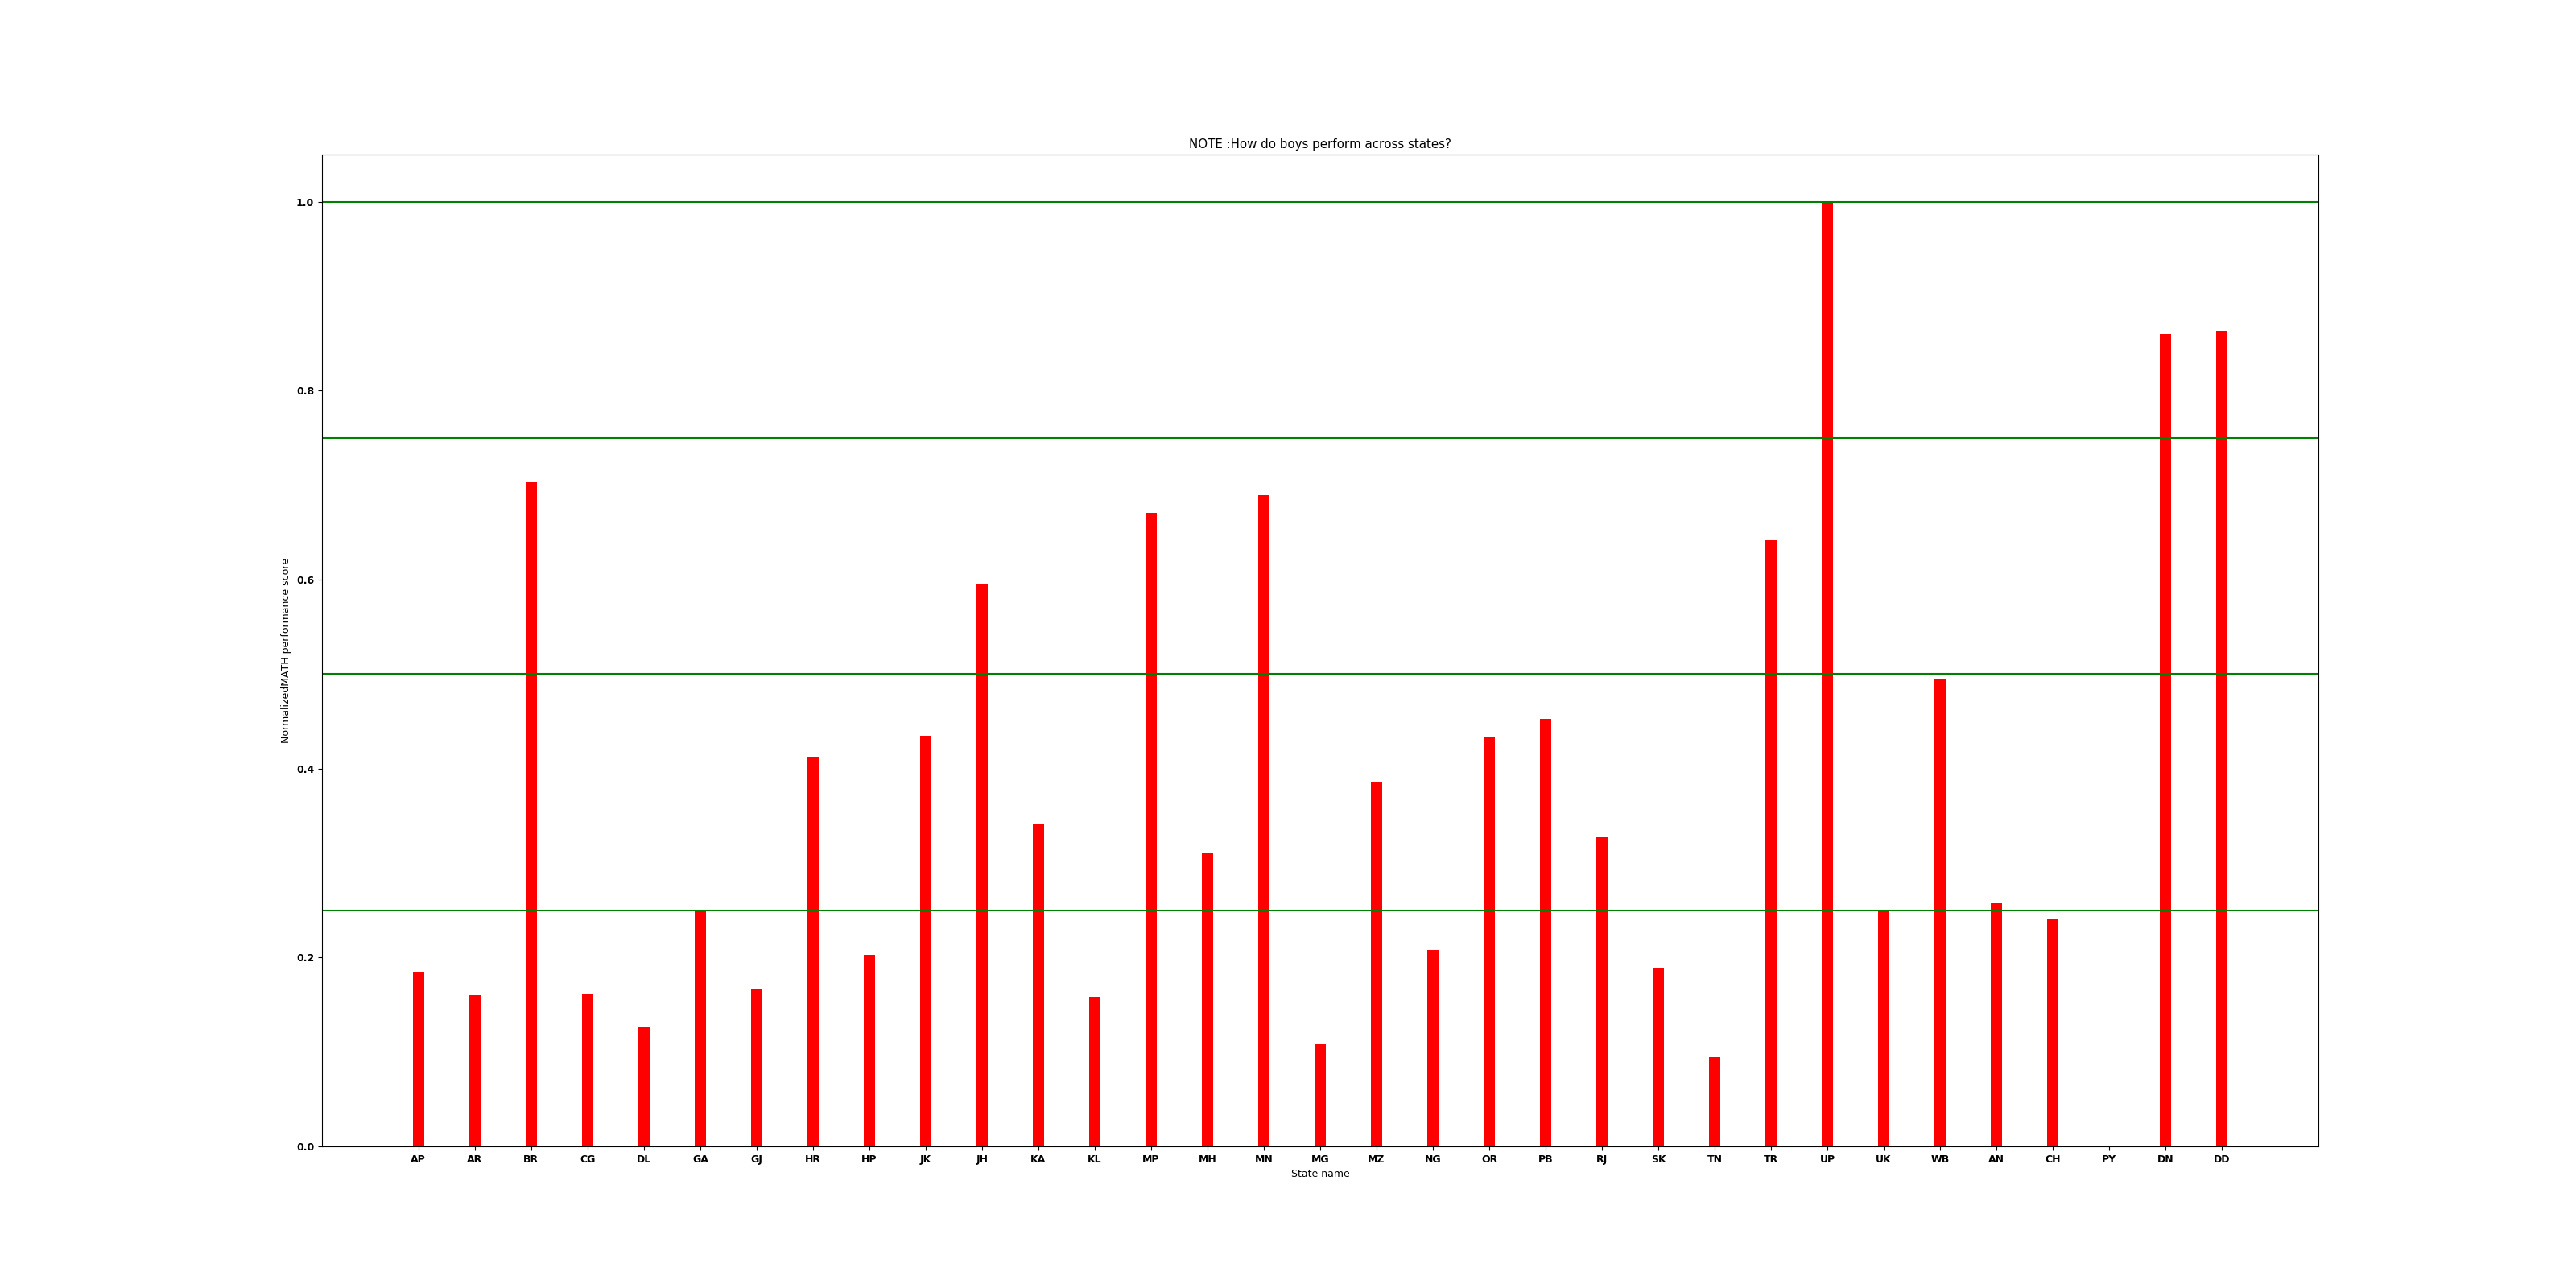 NOTE :How do boys perform across states?
1.0
0.8
0.6
0.4
0.2
0.0
NormalizedMATH performance score
AP AR BR CG DL GA GJ HR HP JK JH KA KL MP MH MN MG MZ NG OR PB RJ SK TN TR UP UK WB AN CH PY DN DD
State name